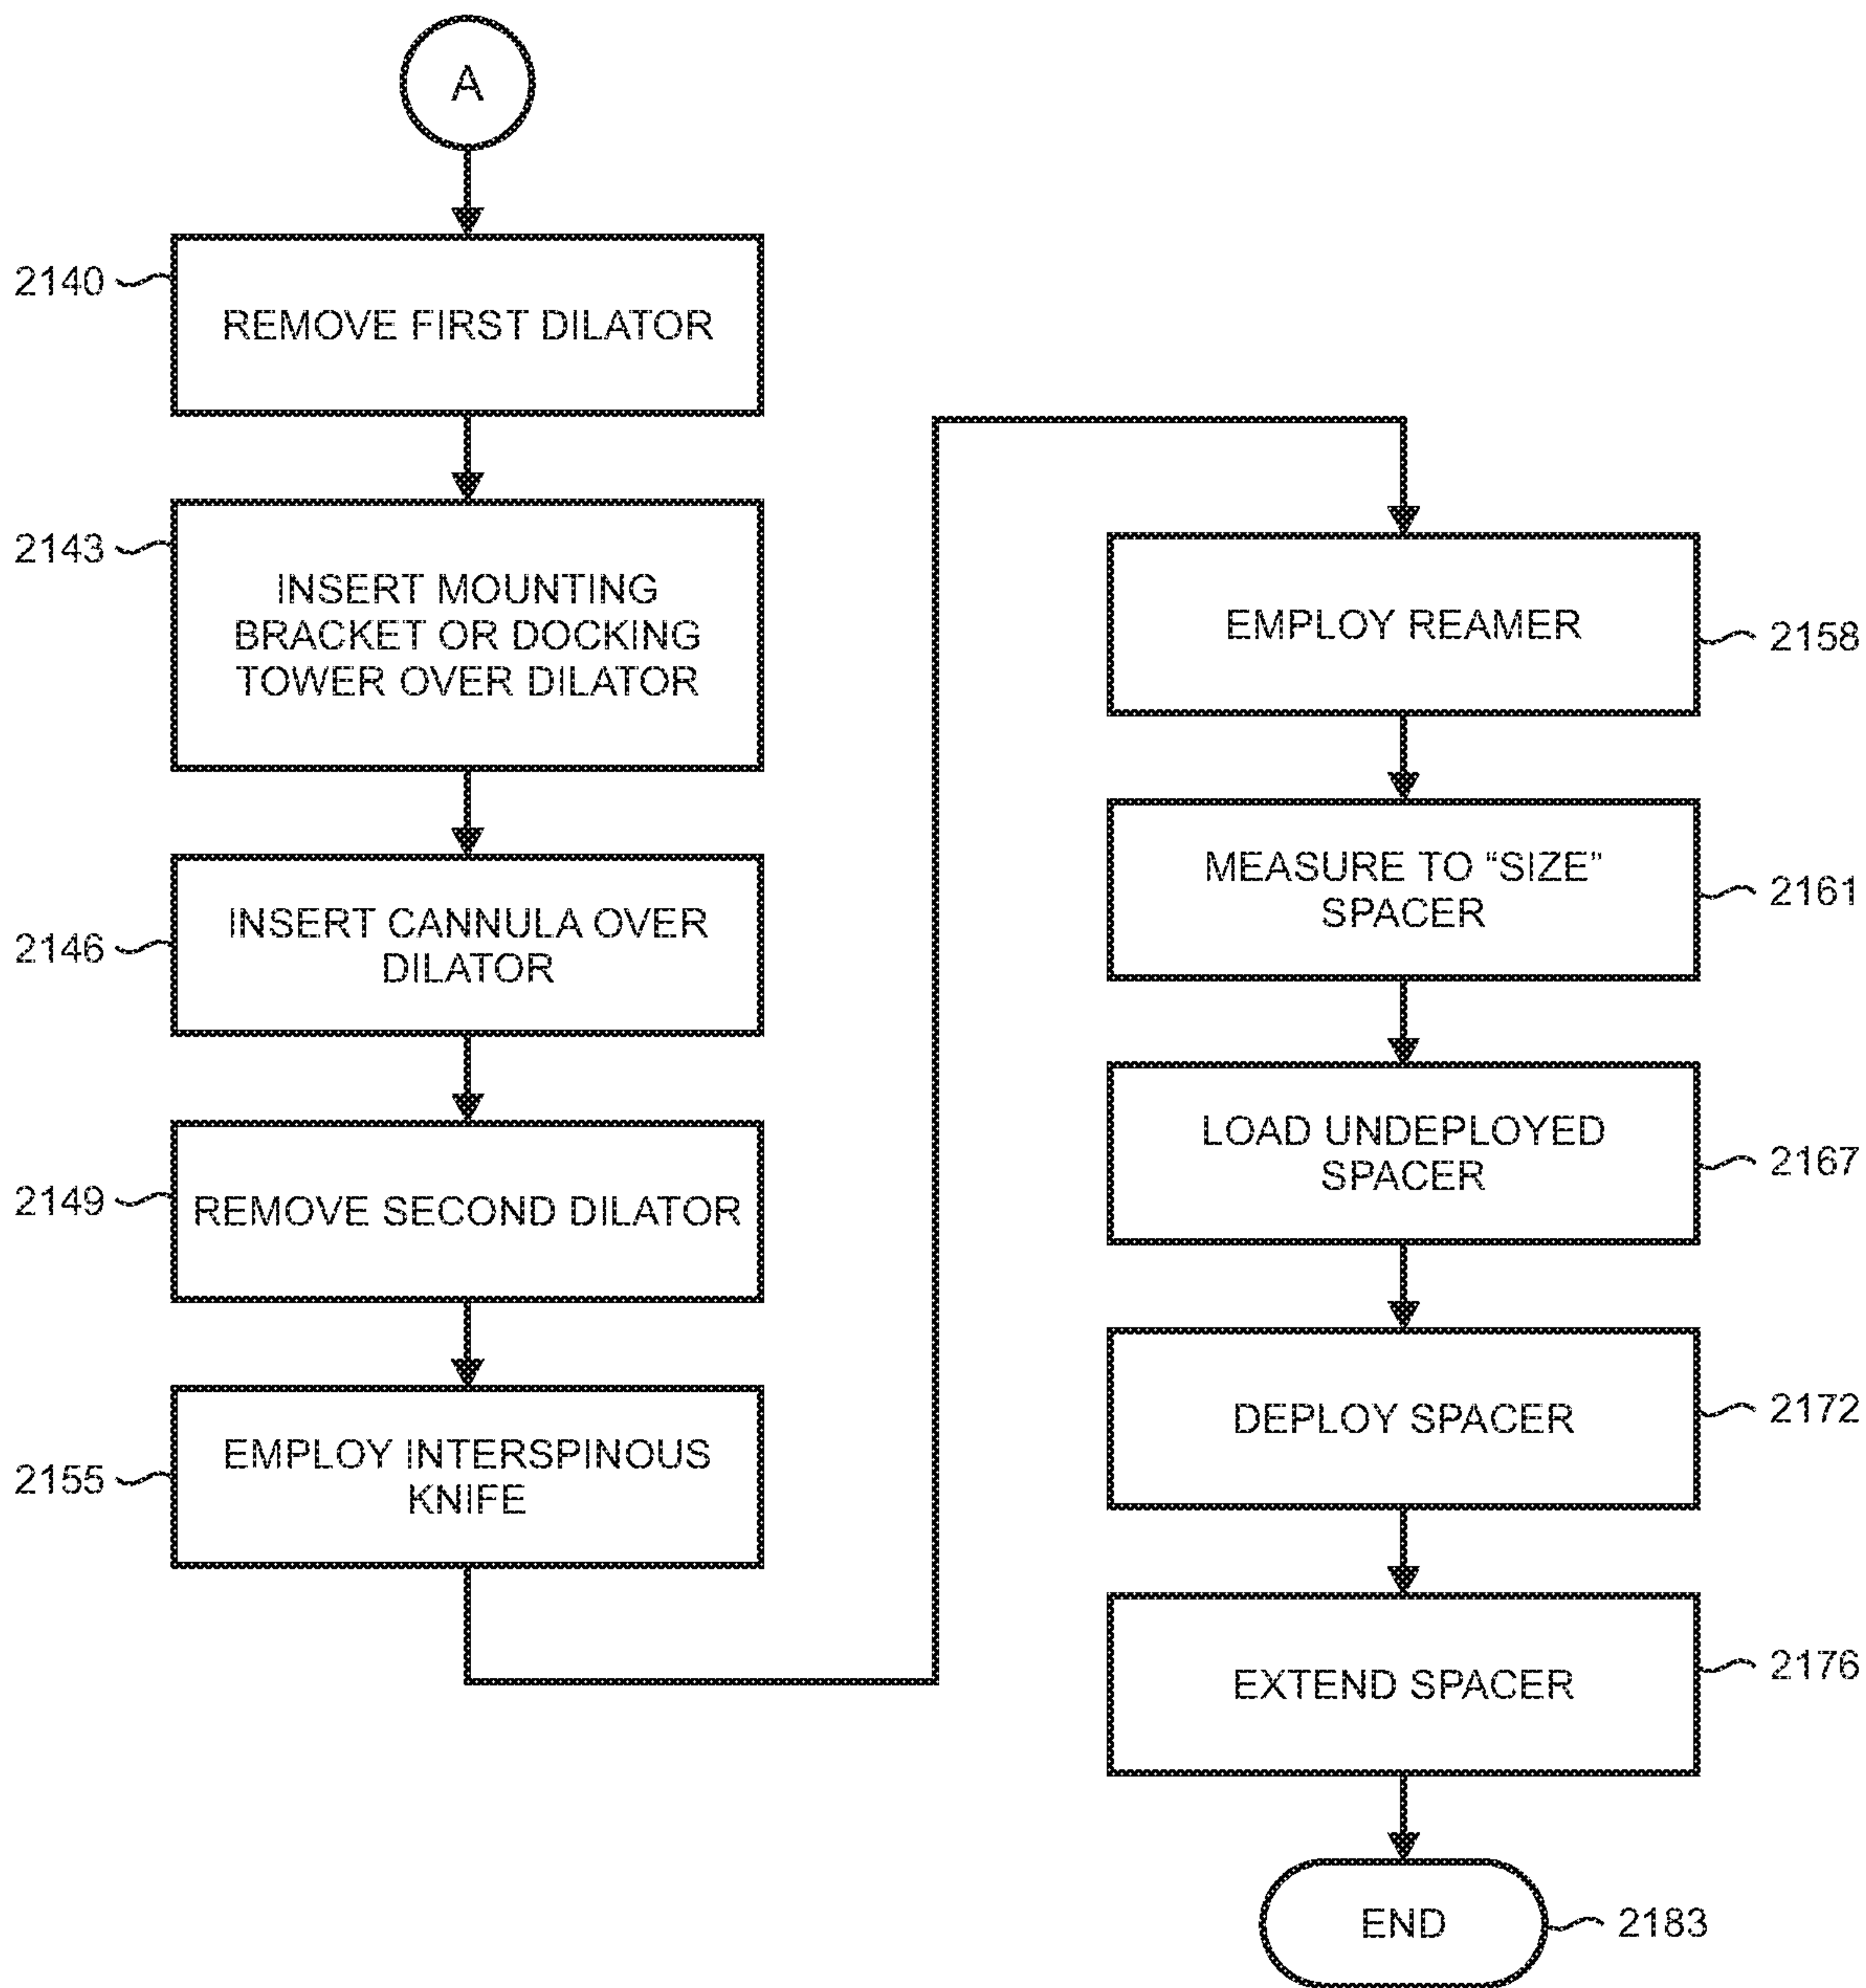 A
2140
REMOVE FIRST DILATOR
2143
INSERT MOUNTING
BRACKET OR DOCKING
TOWER OVER DILATOR
2146
INSERT CANNULA OVER
DILATOR
2149
REMOVE SECOND DILATOR
2155
EMPLOY INTERSPINOUS
KNIFE
EMPLOY REAMER
2158
MEASURE TO “SIZE”
SPACER
2161
LOAD UNDEPLOYED
SPACER
2167
DEPLOY SPACER
2172
EXTEND SPACER
2176
END
2183